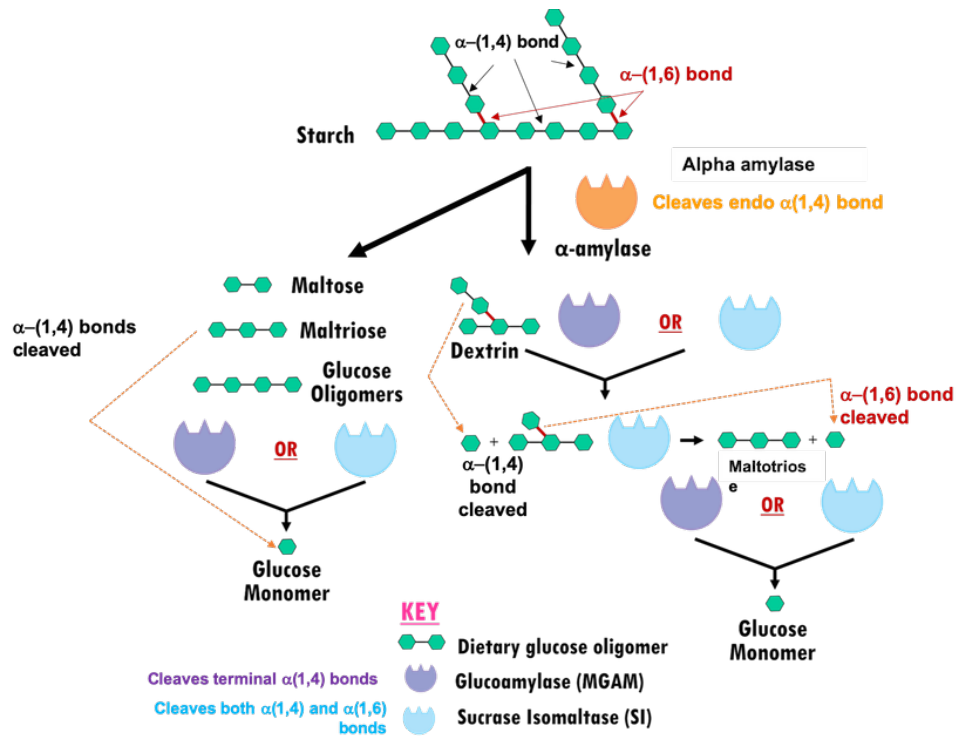 α–(1,4) bond
α–(1,6) bond
Starch
Alpha amylase
Cleaves endo α(1,4) bond
α-amylase
Maltose
α–(1,4) bonds
cleaved
Maltriose
Glucose
Oligomers
OR
Glucose
Monomer
OR
Dextrin
α–(1,6) bond
cleaved
+
α–(1,4)
bond
cleaved
+
Maltotrios
e
OR
Glucose
Monomer
KEY
Dietary glucose oligomer
Cleaves terminal α(1,4) bonds
Glucoamylase (MGAM)
Cleaves both α(1,4) and α(1,6)
bonds
Sucrase Isomaltase (SI)